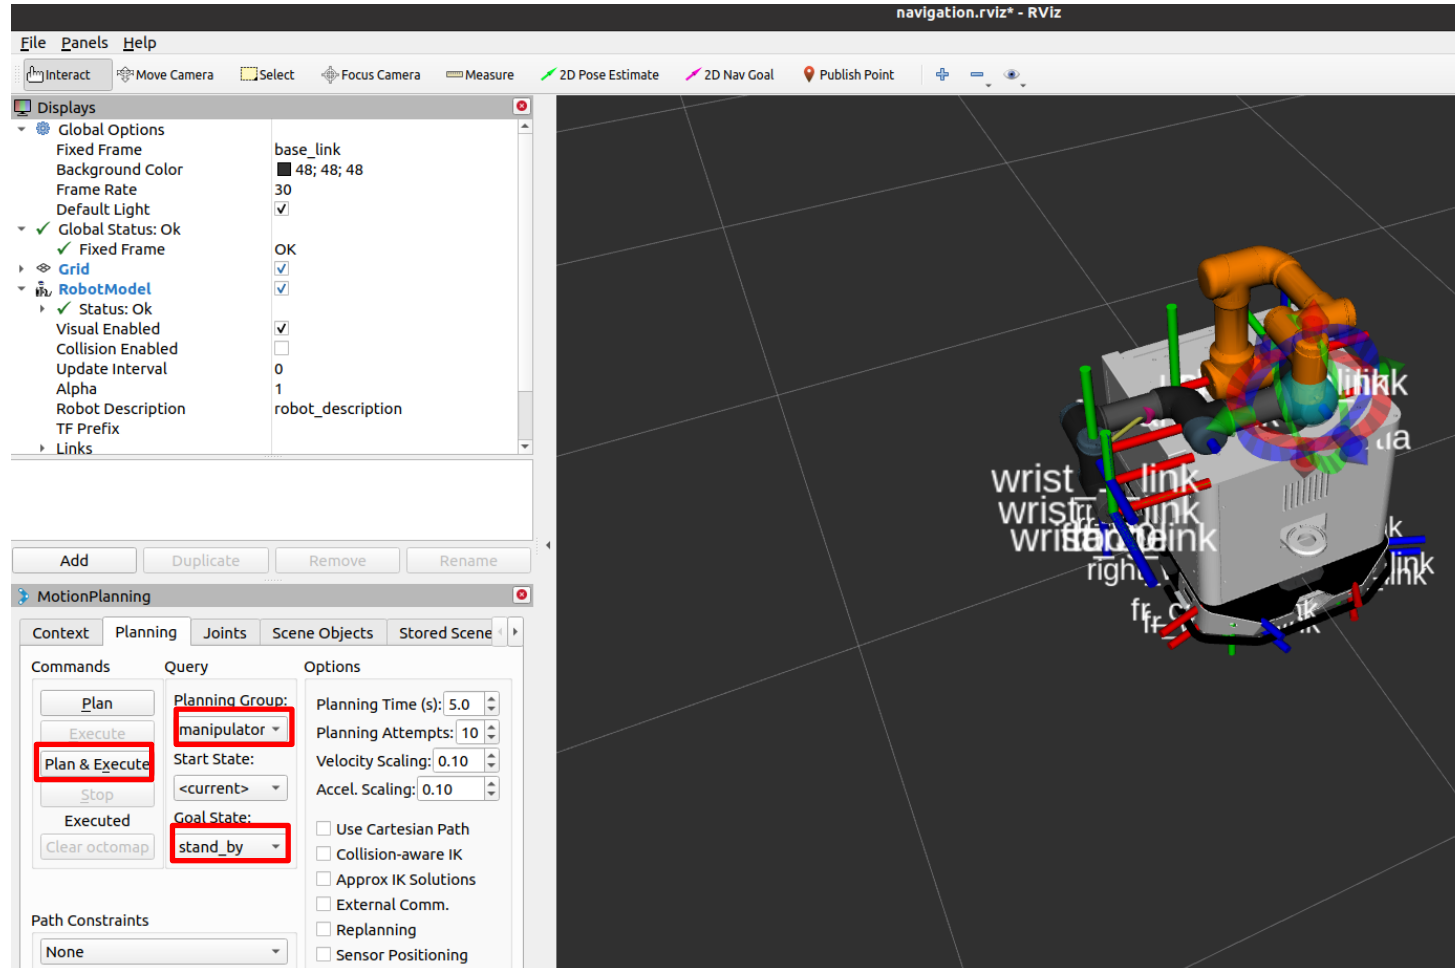 navigation.rviz* - RViz
File Panels Help
Interact Move Camera Select Focus Camera Measure 2D Pose Estimate 2D Nav Goal Publish Point
Displays
Global Options
Fixed Frame base_link
Background Color 48; 48; 48
Frame Rate 30
Default Light
Global Status: Ok
Fixed Frame OK
Grid
RobotModel
Status: Ok
Visual Enabled
Collision Enabled
Update Interval 0
Alpha 1
Robot Description robot_description
TF Prefix
Links
Add Duplicate Remove Rename
MotionPlanning
Context Planning Joints Scene Objects Stored Scene
Commands Query Options
Plan Planning Group: Planning Time (s): 5.0
Execute manipulator Planning Attempts: 10
Plan & Execute Start State: Velocity Scaling: 0.10
Stop <current> Accel. Scaling: 0.10
Executed Goal State: Use Cartesian Path
Clear octomap stand_by Collision-aware IK
Approx IK Solutions
External Comm.
Path Constraints Replanning
None Sensor Positioning
link
wrist link
link